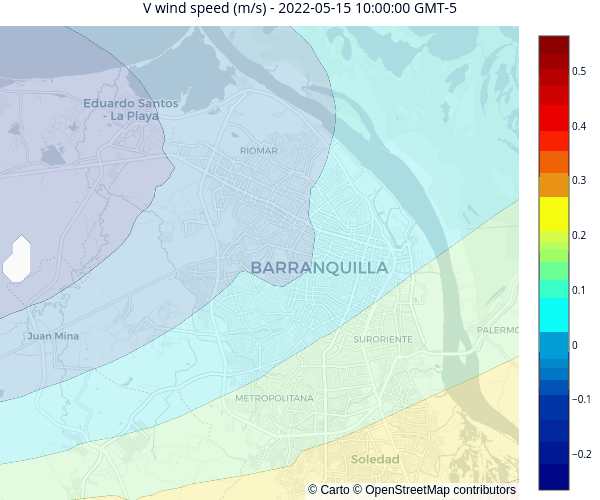 V wind speed (m/s) - 2022-05-15 10:00:00 GMT-5
Eduardo Santos
- La Playa
RIOMAR
BARRANQUILLA
Juan Mina
SURORIENTE
PALERMO
METROPOLITANA
Soledad
© Carto © OpenStreetMap contributors
0.5
0.4
0.3
0.2
0.1
0
−0.1
−0.2